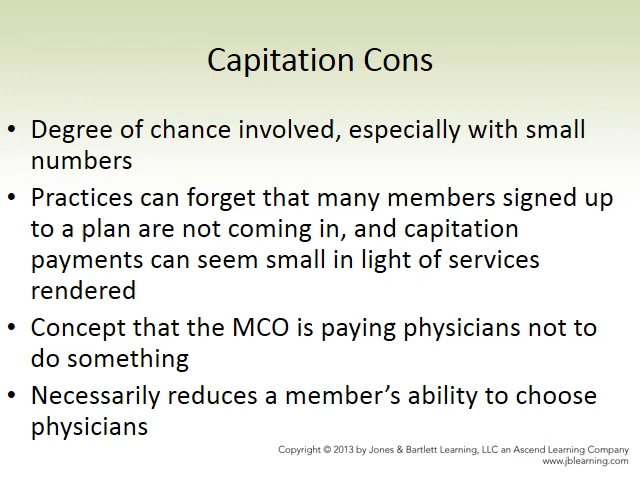 Capitation Cons
• Degree of chance involved, especially with small
numbers
• Practices can forget that many members signed up
to a plan are not coming in, and capitation
payments can seem small in light of services
rendered
• Concept that the MCO is paying physicians not to
do something
• Necessarily reduces a member’s ability to choose
physicians
Copyright © 2013 by Jones & Bartlett Learning, LLC an Ascend Learning Company
www.jblearning.com